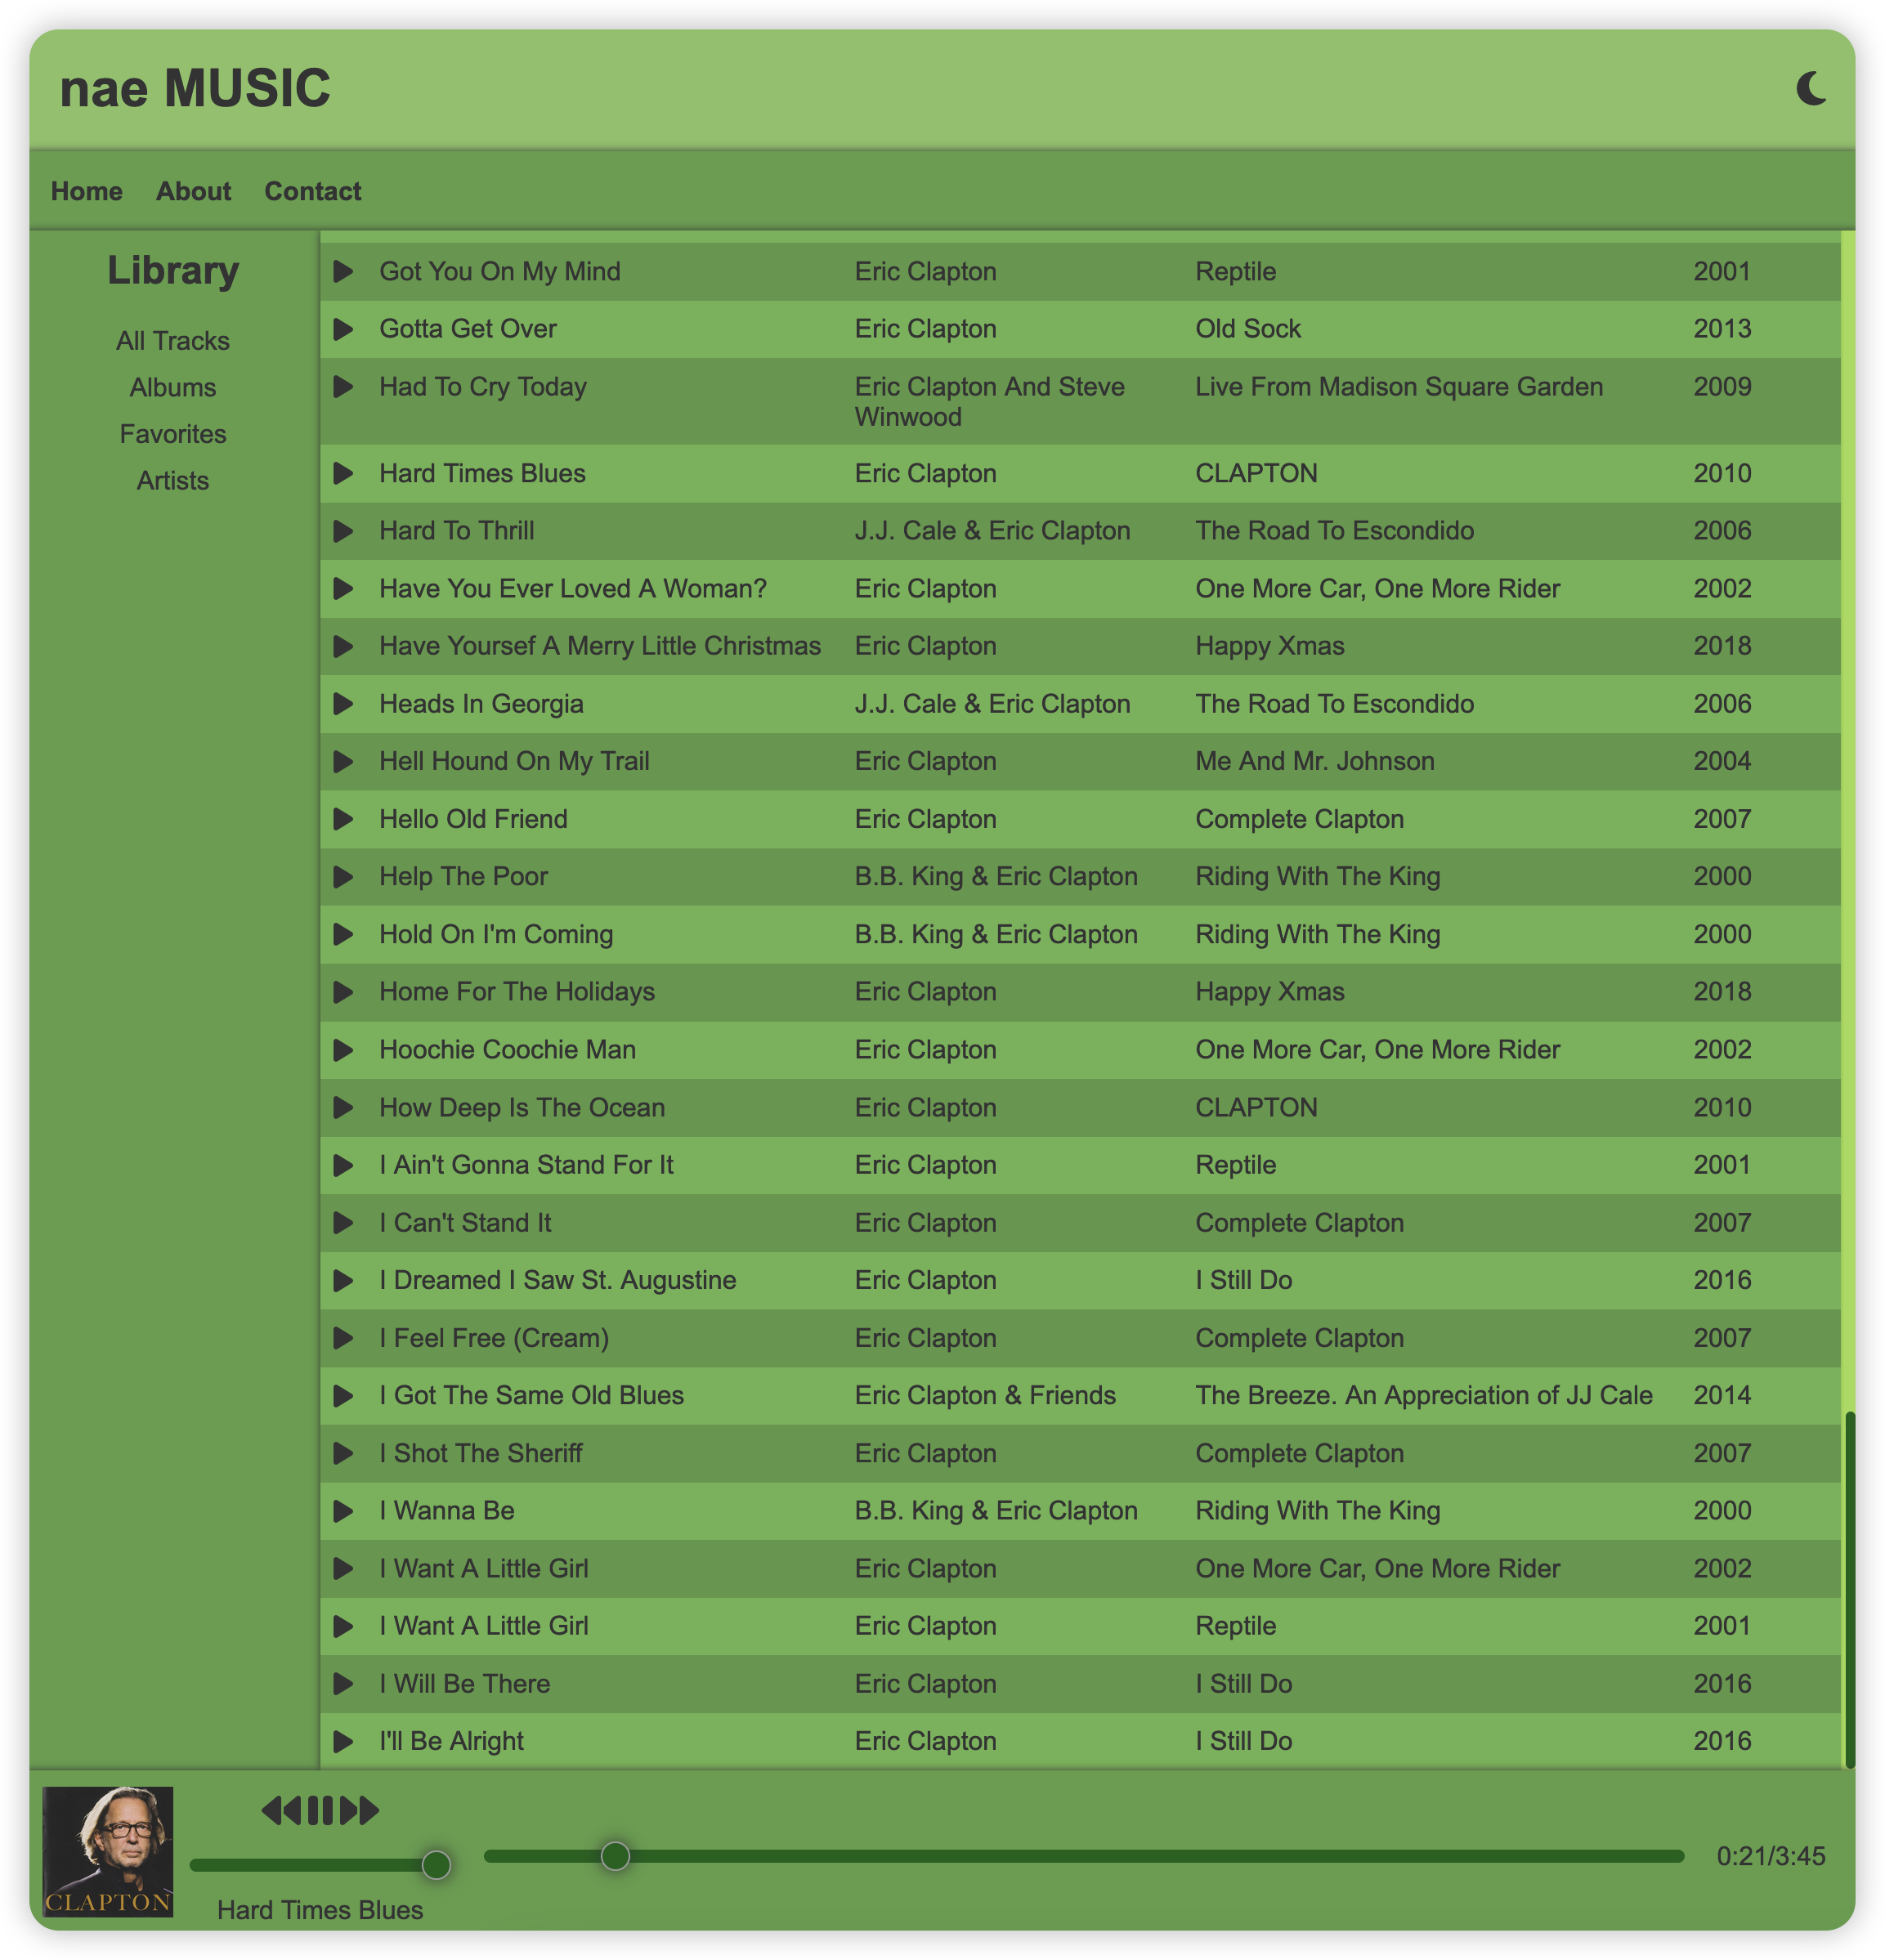 nae MUSIC
Home About Contact
Library
All Tracks
Albums
Favorites
Artists
Got You On My Mind Eric Clapton Reptile 2001
Gotta Get Over Eric Clapton Old Sock 2013
Had To Cry Today Eric Clapton And Steve Live From Madison Square Garden 2009
Winwood
Hard Times Blues Eric Clapton CLAPTON 2010
Hard To Thrill J.J. Cale & Eric Clapton The Road To Escondido 2006
Have You Ever Loved A Woman? Eric Clapton One More Car, One More Rider 2002
Have Yoursef A Merry Little Christmas Eric Clapton Happy Xmas 2018
Heads In Georgia J.J. Cale & Eric Clapton The Road To Escondido 2006
Hell Hound On My Trail Eric Clapton Me And Mr. Johnson 2004
Hello Old Friend Eric Clapton Complete Clapton 2007
Help The Poor B.B. King & Eric Clapton Riding With The King 2000
Hold On I'm Coming B.B. King & Eric Clapton Riding With The King 2000
Home For The Holidays Eric Clapton Happy Xmas 2018
Hoochie Coochie Man Eric Clapton One More Car, One More Rider 2002
How Deep Is The Ocean Eric Clapton CLAPTON 2010
I Ain't Gonna Stand For It Eric Clapton Reptile 2001
I Can't Stand It Eric Clapton Complete Clapton 2007
I Dreamed I Saw St. Augustine Eric Clapton I Still Do 2016
I Feel Free (Cream) Eric Clapton Complete Clapton 2007
I Got The Same Old Blues Eric Clapton & Friends The Breeze. An Appreciation of JJ Cale 2014
I Shot The Sheriff Eric Clapton Complete Clapton 2007
I Wanna Be B.B. King & Eric Clapton Riding With The King 2000
I Want A Little Girl Eric Clapton One More Car, One More Rider 2002
I Want A Little Girl Eric Clapton Reptile 2001
I Will Be There Eric Clapton I Still Do 2016
I'll Be Alright Eric Clapton I Still Do 2016
CLAPTON
0:21/3:45
Hard Times Blues